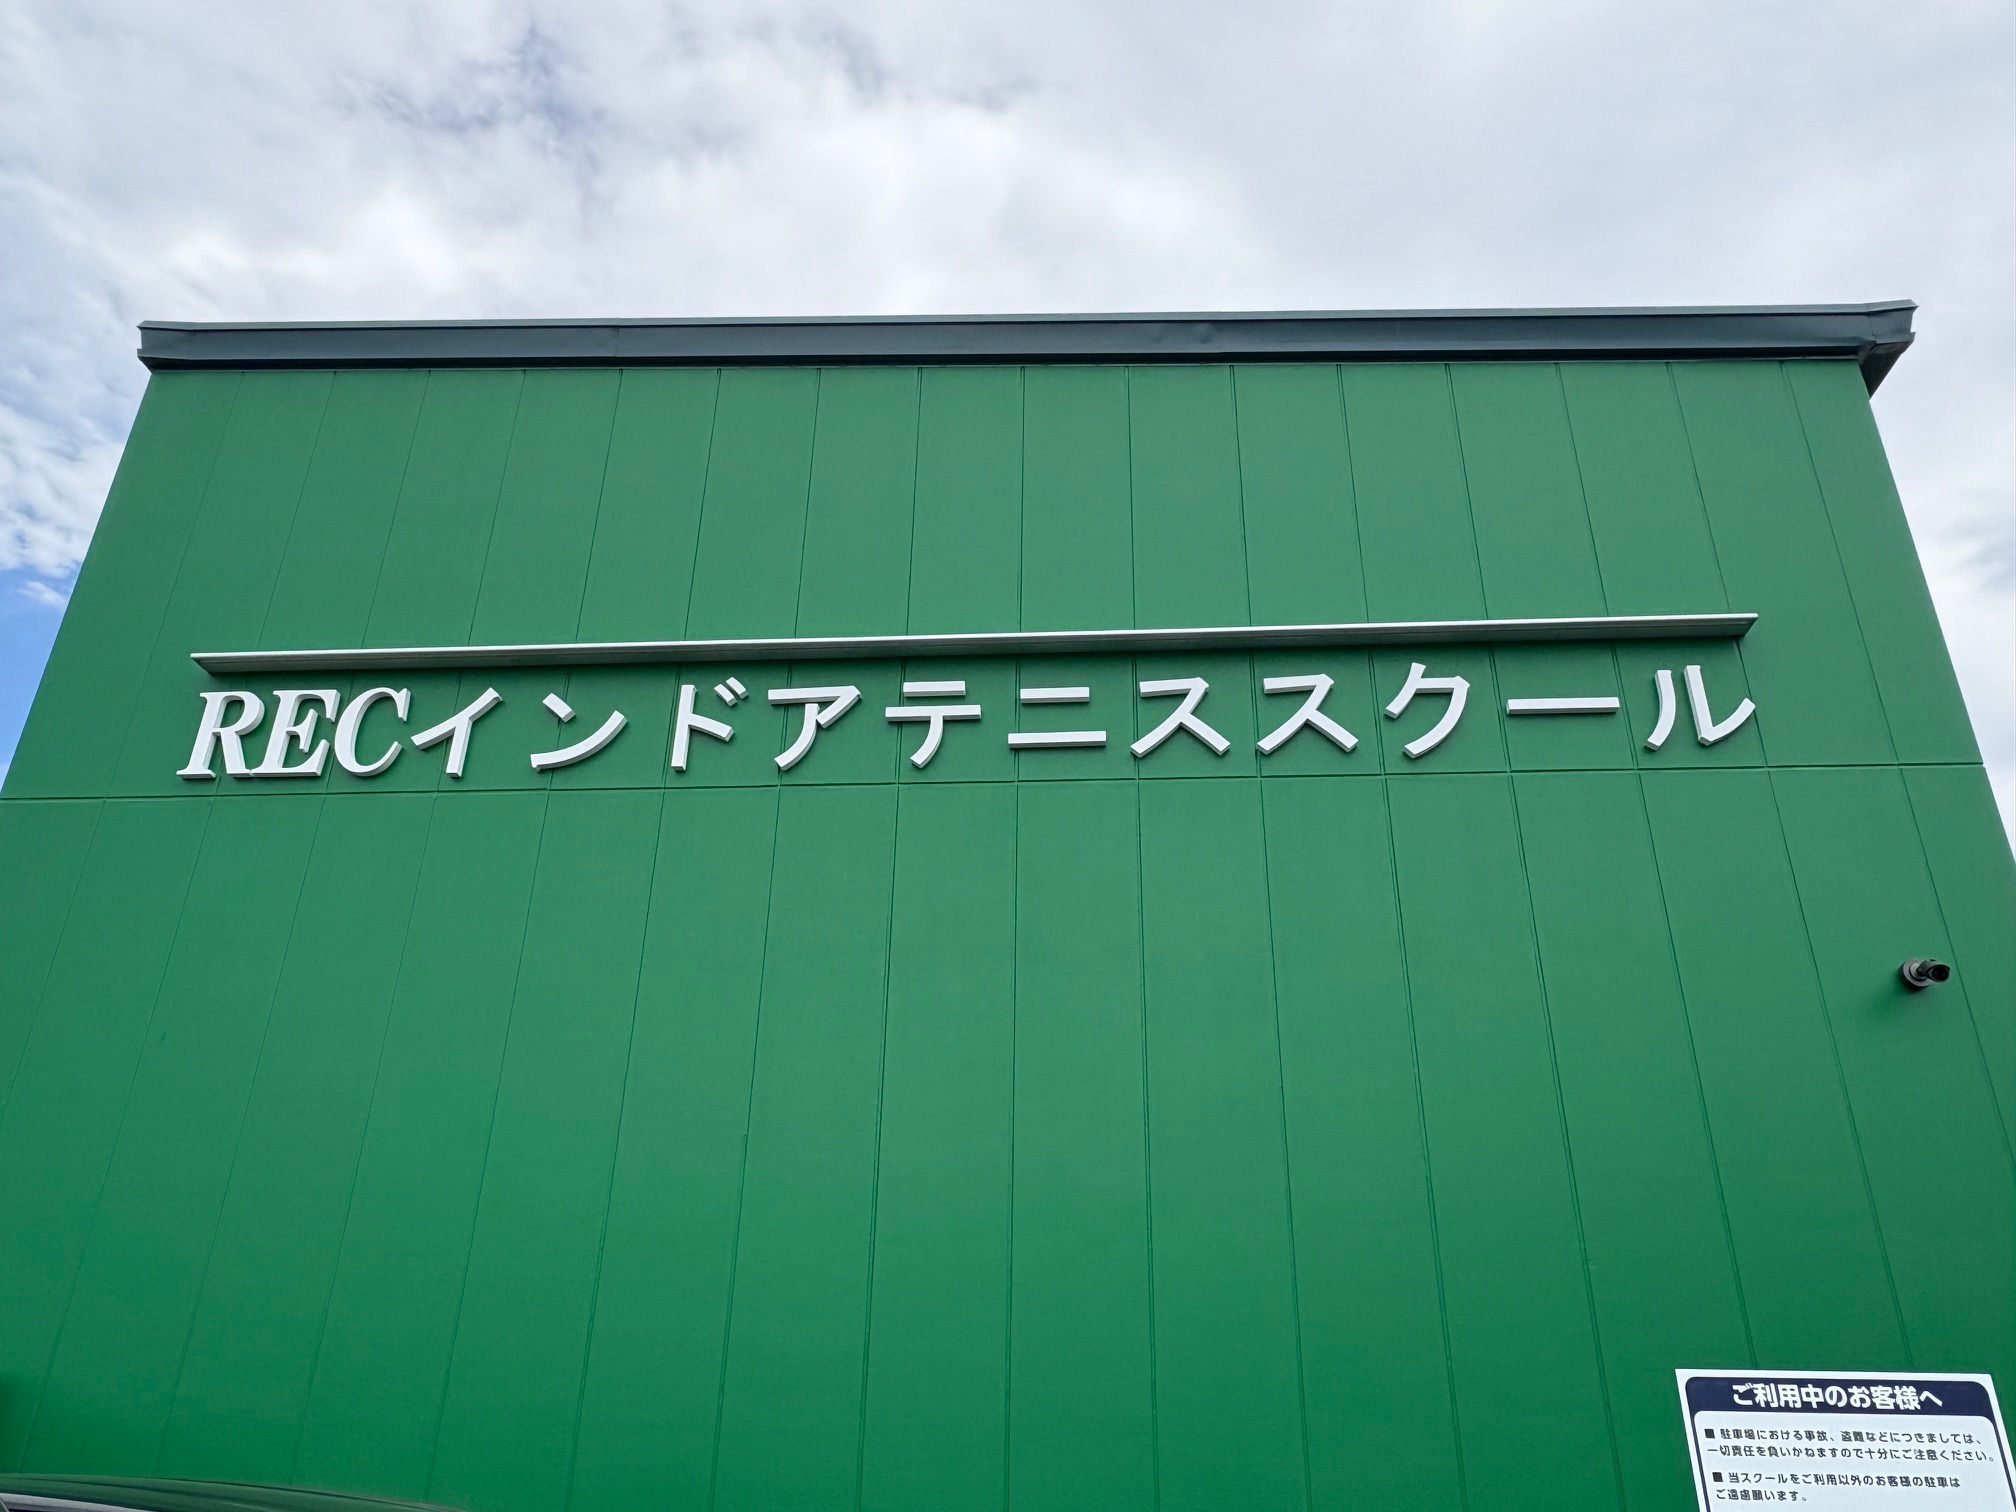 RECインドアテニススクール
ご利用中のお客様へ
■ 駐車場における事故、盗難などにつきましては、
一切責任を負いかねますので十分にご注意ください。
■ 当スクールをご利用以外のお客様の駐車は
ご遠慮願います。